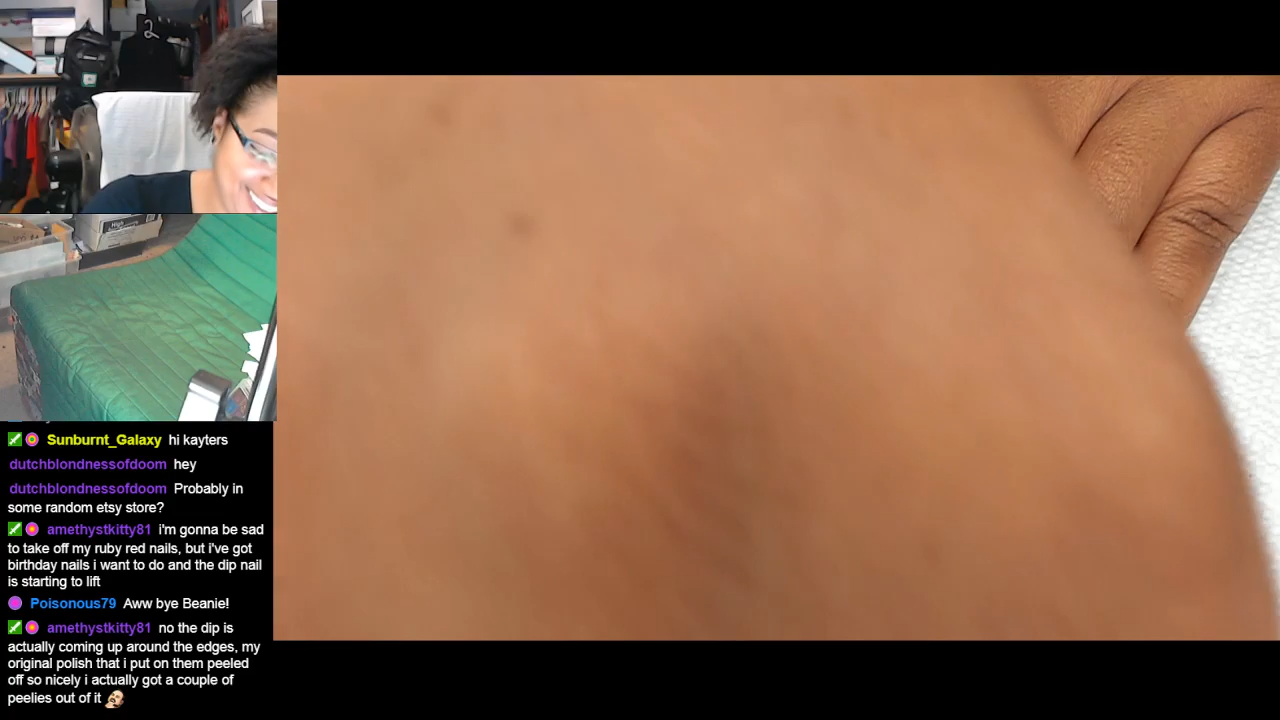 High
Sunburnt_Galaxy hi kayters
dutchblondnessofdoom hey
dutchblondnessofdoom Probably in
some random etsy store?
amethystkitty81 i'm gonna be sad
to take off my ruby red nails, but i've got
birthday nails i want to do and the dip nail
is starting to lift
Poisonous79 Aww bye Beanie!
amethystkitty81 no the dip is
actually coming up around the edges, my
original polish that i put on them peeled
off so nicely i actually got a couple of
peelies out of it